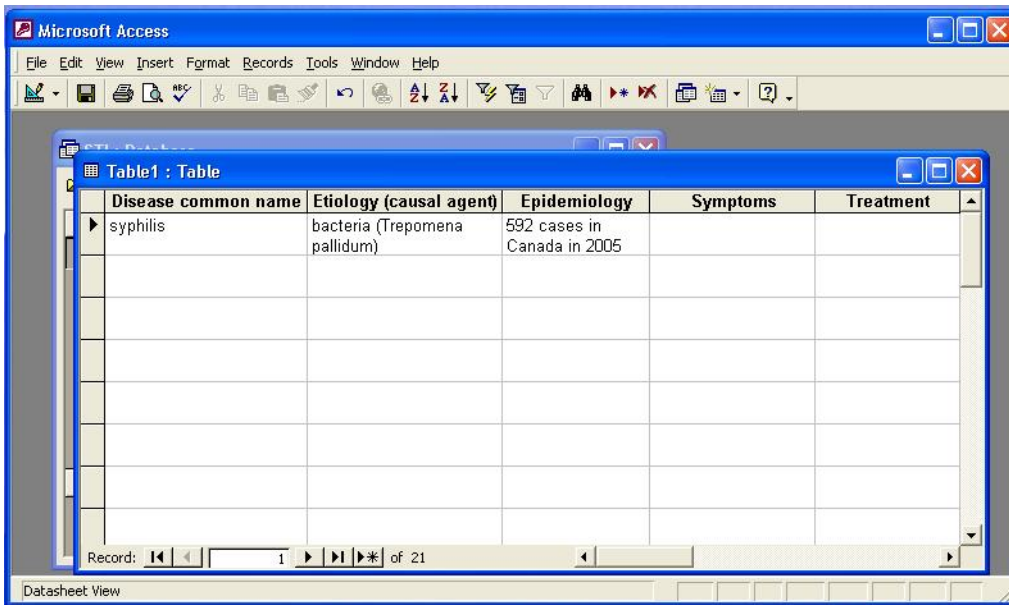 Microsoft Access
File Edit View Insert Format Records Tools Window Help
STI : Database
Table1 : Table
Disease common name Etiology (causal agent) Epidemiology Symptoms Treatment
syphilis bacteria (Trepomena 592 cases in
pallidum) Canada in 2005
Record: 1 of 21
Datasheet View